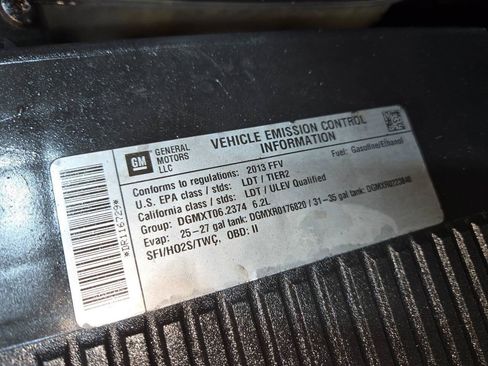 GM
GENERAL
MOTORS
LLC
VEHICLE EMISSION CONTROL
INFORMATION
Conforms to regulations: 2013 FFV
Fuel: Gasoline/Ethanol
U.S. EPA class / stds: LDT / TIER2
California class / stds: LDT / ULEV Qualified
Group: DGMXT06.2374 6.2L
Evap: 25-27 gal tank: DGMXR0176820 / 31-35 gal tank: DGMXR0223840
SFI/HO2S/TWC, OBD: II
*DR116729*